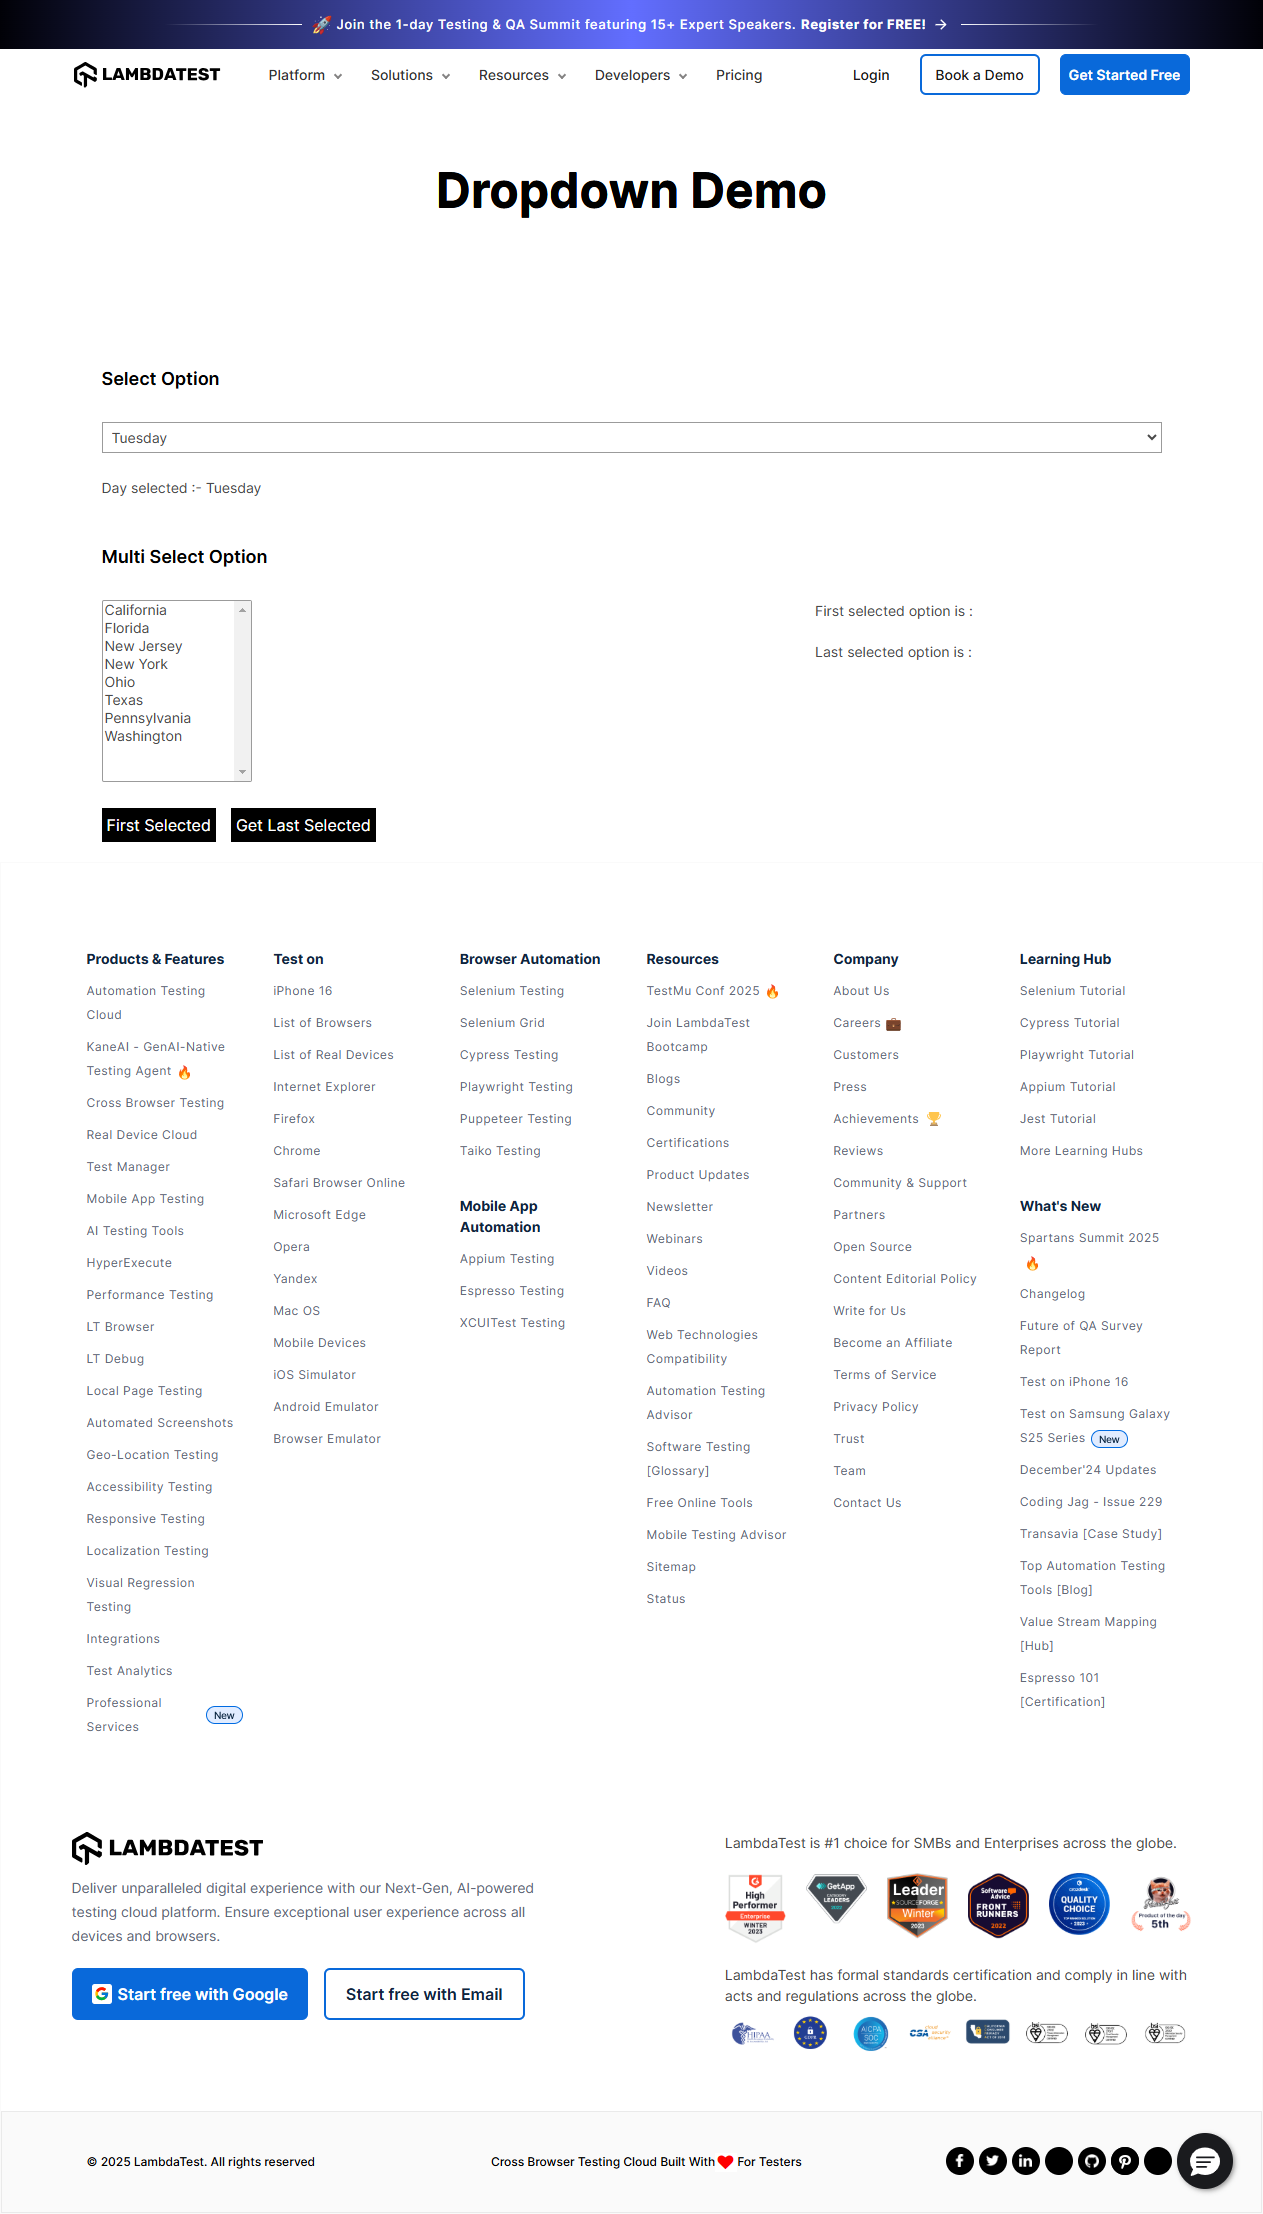 🚀 Join the 1-day Testing & QA Summit featuring 15+ Expert Speakers. Register for FREE! →
LAMBDATEST
Platform
Solutions
Resources
Developers
Pricing
Login
Book a Demo
Get Started Free
Dropdown Demo
Select Option
Tuesday
Day selected :- Tuesday
Multi Select Option
California
Florida
New Jersey
New York
Ohio
Texas
Pennsylvania
Washington
First selected option is :
Last selected option is :
First Selected
Get Last Selected
Products & Features
Automation Testing
Cloud
KaneAI - GenAI-Native
Testing Agent 🔥
Cross Browser Testing
Real Device Cloud
Test Manager
Mobile App Testing
AI Testing Tools
HyperExecute
Performance Testing
LT Browser
LT Debug
Local Page Testing
Automated Screenshots
Geo-Location Testing
Accessibility Testing
Responsive Testing
Localization Testing
Visual Regression
Testing
Integrations
Test Analytics
Professional
Services
New
Test on
iPhone 16
List of Browsers
List of Real Devices
Internet Explorer
Firefox
Chrome
Safari Browser Online
Microsoft Edge
Opera
Yandex
Mac OS
Mobile Devices
iOS Simulator
Android Emulator
Browser Emulator
Browser Automation
Selenium Testing
Selenium Grid
Cypress Testing
Playwright Testing
Puppeteer Testing
Taiko Testing
Mobile App
Automation
Appium Testing
Espresso Testing
XCUITest Testing
Resources
TestMu Conf 2025 🔥
Join LambdaTest
Bootcamp
Blogs
Community
Certifications
Product Updates
Newsletter
Webinars
Videos
FAQ
Web Technologies
Compatibility
Automation Testing
Advisor
Software Testing
[Glossary]
Free Online Tools
Mobile Testing Advisor
Sitemap
Status
Company
About Us
Careers 💼
Customers
Press
Achievements 🏆
Reviews
Community & Support
Partners
Open Source
Content Editorial Policy
Write for Us
Become an Affiliate
Terms of Service
Privacy Policy
Trust
Team
Contact Us
Learning Hub
Selenium Tutorial
Cypress Tutorial
Playwright Tutorial
Appium Tutorial
Jest Tutorial
More Learning Hubs
What's New
Spartans Summit 2025
🔥
Changelog
Future of QA Survey
Report
Test on iPhone 16
Test on Samsung Galaxy
S25 Series New
December'24 Updates
Coding Jag - Issue 229
Transavia [Case Study]
Top Automation Testing
Tools [Blog]
Value Stream Mapping
[Hub]
Espresso 101
[Certification]
LAMBDATEST
Deliver unparalleled digital experience with our Next-Gen, AI-powered
testing cloud platform. Ensure exceptional user experience across all
devices and browsers.
Start free with Google
Start free with Email
LambdaTest is #1 choice for SMBs and Enterprises across the globe.
High
Performer
Enterprise
WINTER
2023
GetApp
CATEGORY
LEADERS
Leader
SOURCEFORGE
Winter
2023
Software
Advice
FRONT
RUNNERS
2022
QUALITY
CHOICE
2023
Product of the day
5th
LambdaTest has formal standards certification and comply in line with
acts and regulations across the globe.
HIPAA
GDPR
AICPA
SOC
CSA
© 2025 LambdaTest. All rights reserved
Cross Browser Testing Cloud Built With ❤ For Testers